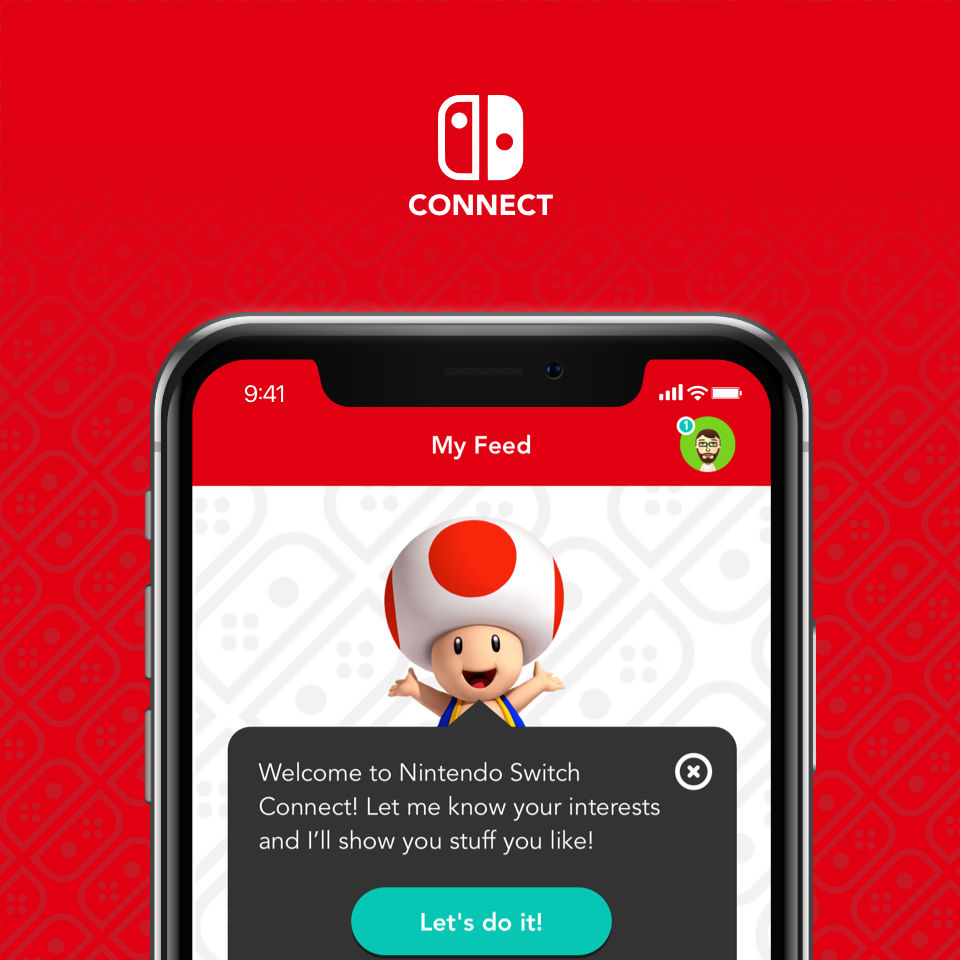 CONNECT
9:41
My Feed
1
Welcome to Nintendo Switch
Connect! Let me know your interests
and I’ll show you stuff you like!
Let's do it!